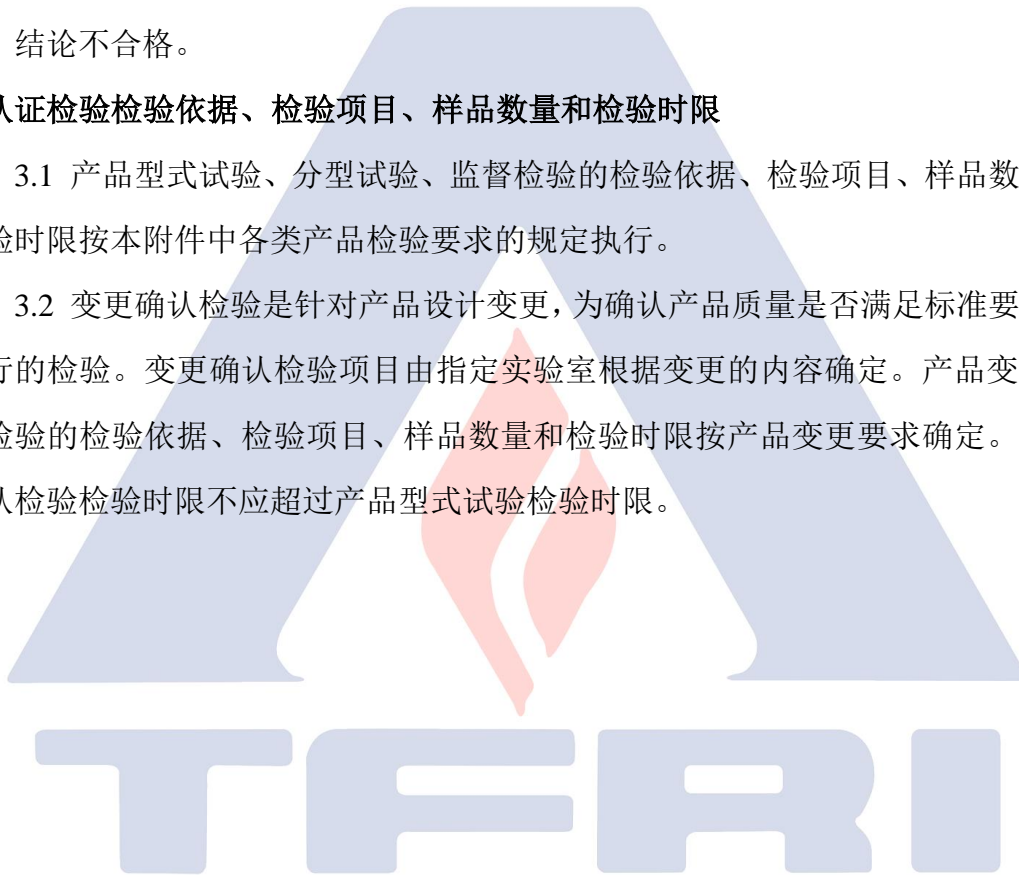 结论不合格。
认证检验检验依据、检验项目、样品数量和检验时限
3.1 产品型式试验、分型试验、监督检验的检验依据、检验项目、样品数
验时限按本附件中各类产品检验要求的规定执行。
3.2 变更确认检验是针对产品设计变更，为确认产品质量是否满足标准要
行的检验。变更确认检验项目由指定实验室根据变更的内容确定。产品变
检验的检验依据、检验项目、样品数量和检验时限按产品变更要求确定。
认检验检验时限不应超过产品型式试验检验时限。
TFRI